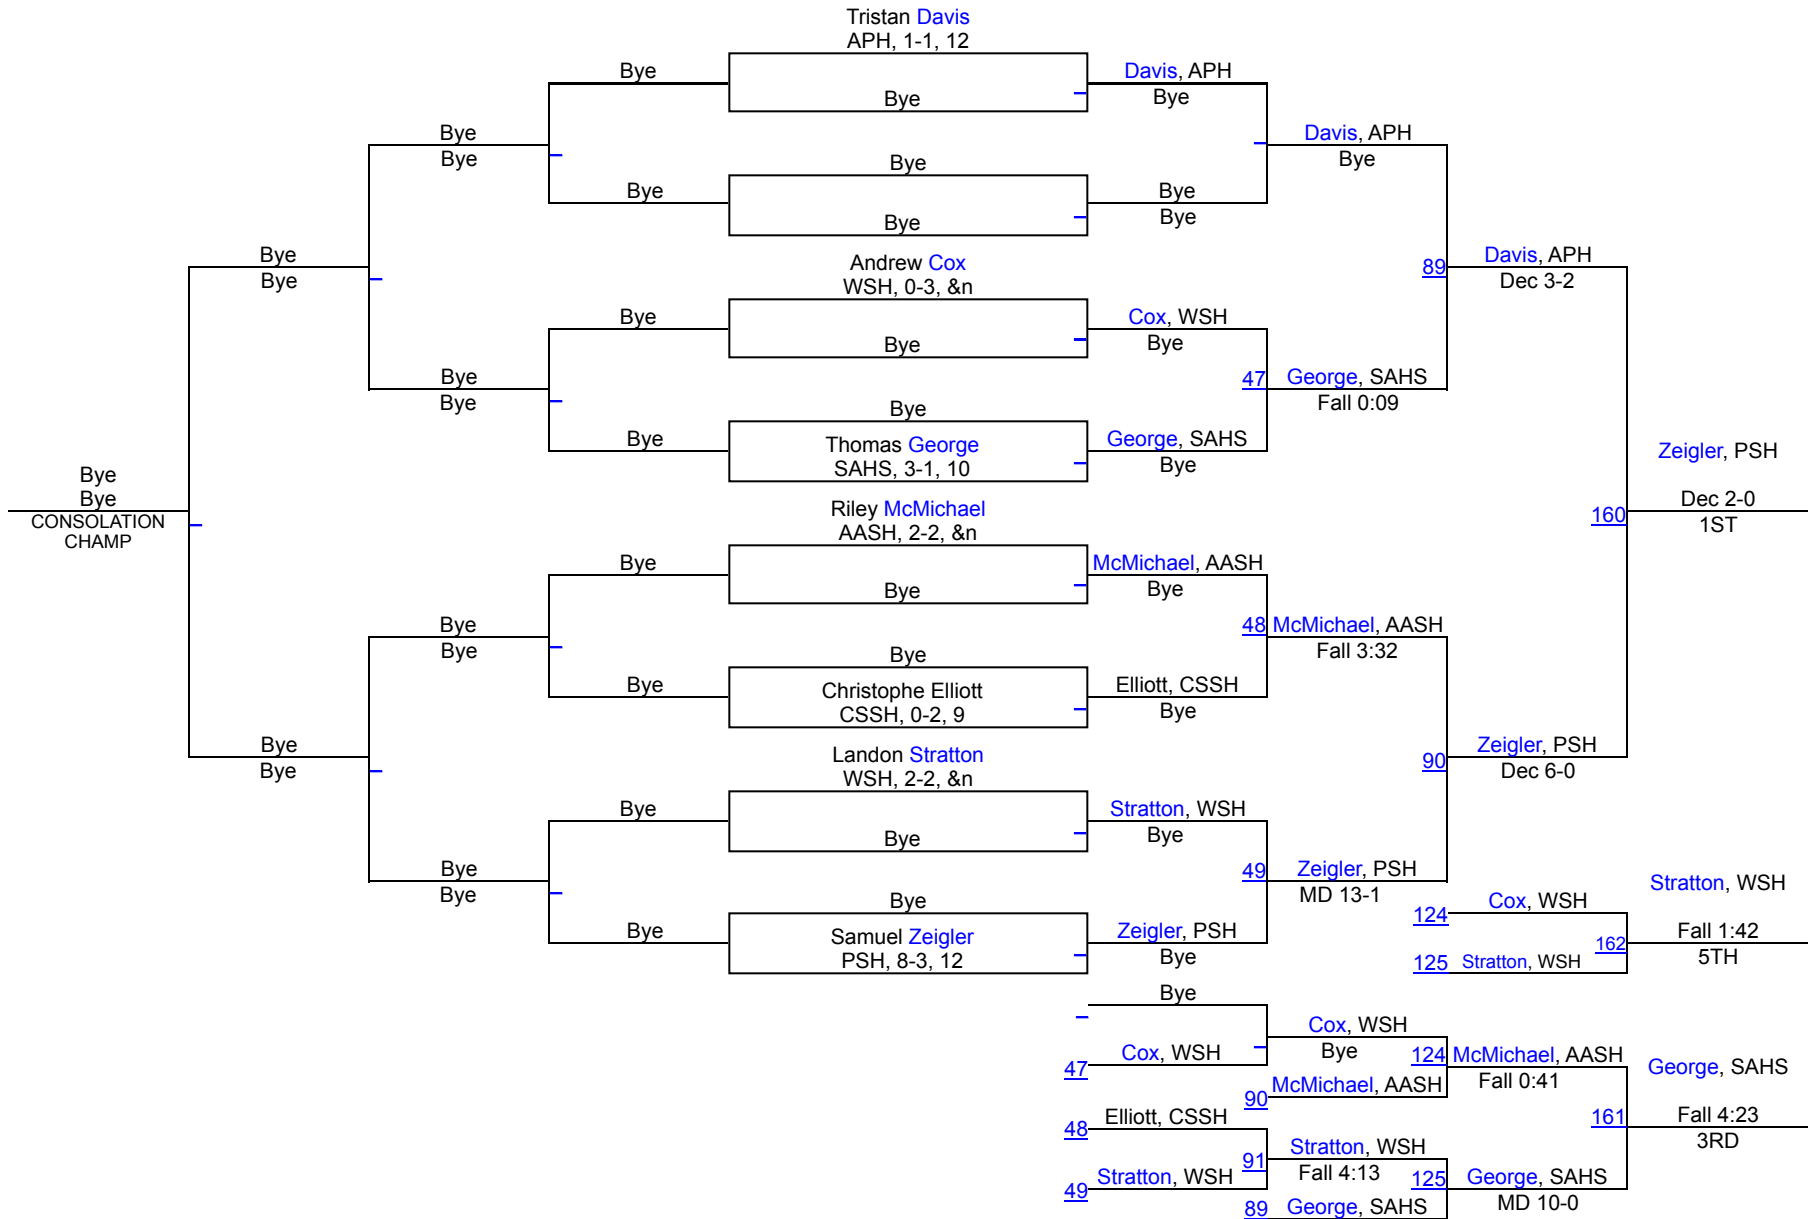 Tristan Davis
APH, 1-1, 12
Bye
Davis, APH
Bye
Bye
Bye
Bye
Davis, APH
Bye
Bye
Bye
Bye
Bye
Bye
Bye
Bye
Bye
Andrew Cox
WSH, 0-3, &n
89
Davis, APH
Dec 3-2
Bye
Cox, WSH
Bye
Bye
Bye
Bye
47
George, SAHS
Fall 0:09
Bye
Bye
Thomas George
SAHS, 3-1, 10
George, SAHS
Bye
Zeigler, PSH
Bye
Bye
CONSOLATION
CHAMP
Riley McMichael
AASH, 2-2, &n
160
Dec 2-0
1ST
Bye
McMichael, AASH
Bye
Bye
Bye
Bye
48
McMichael, AASH
Fall 3:32
Bye
Bye
Christophe Elliott
CSSH, 0-2, 9
Elliott, CSSH
Bye
Bye
Bye
Landon Stratton
WSH, 2-2, &n
90
Zeigler, PSH
Dec 6-0
Bye
Stratton, WSH
Bye
Bye
Bye
Bye
49
Zeigler, PSH
MD 13-1
Bye
Bye
Samuel Zeigler
PSH, 8-3, 12
Zeigler, PSH
Bye
124
Cox, WSH
Stratton, WSH
125
Stratton, WSH
162
Fall 1:42
5TH
Bye
Cox, WSH
Bye
47
Cox, WSH
124
McMichael, AASH
Fall 0:41
George, SAHS
90
McMichael, AASH
48
Elliott, CSSH
161
Fall 4:23
3RD
91
Stratton, WSH
Fall 4:13
49
Stratton, WSH
125
George, SAHS
MD 10-0
89
George, SAHS